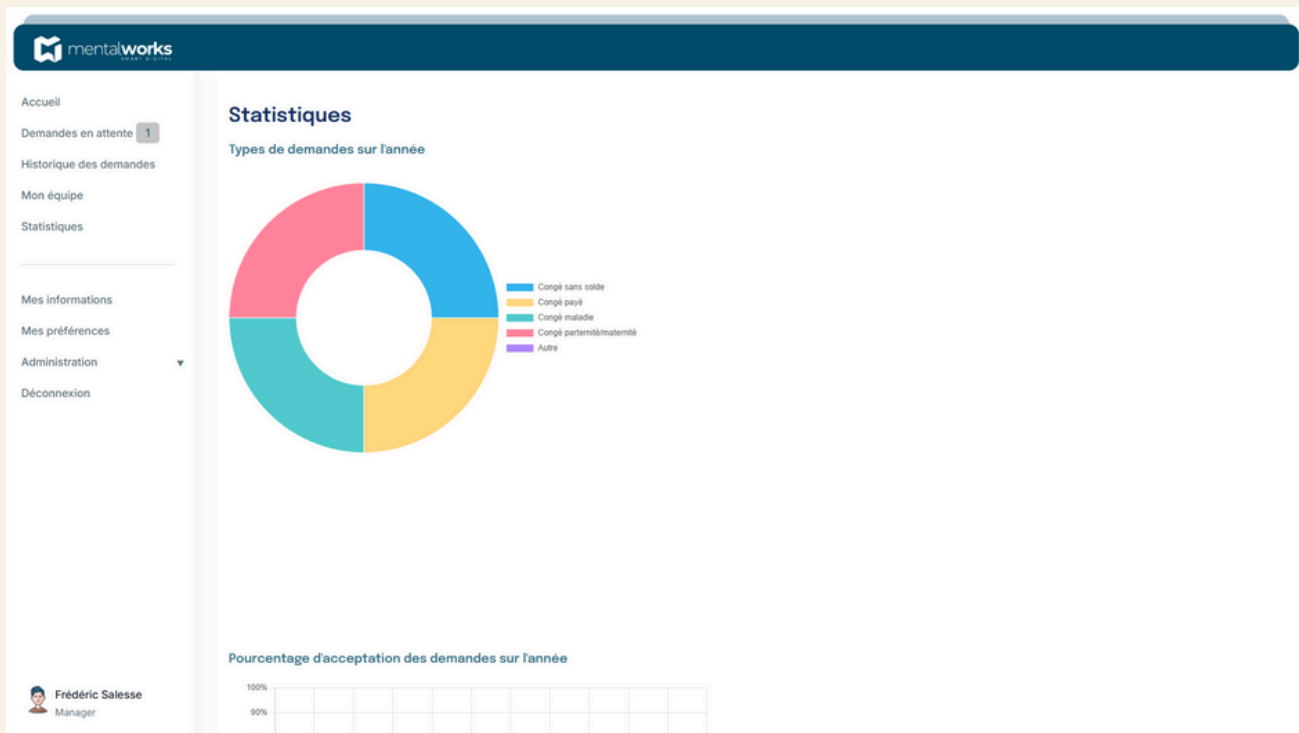 mentalworks
SMART DIGITAL
Accueil
Demandes en attente 1
Historique des demandes
Mon équipe
Statistiques
Mes informations
Mes préférences
Administration
Déconnexion
Frédéric Salesse
Manager
Statistiques
Types de demandes sur l'année
Congé sans solde
Congé payé
Congé maladie
Congé parternité/maternité
Autre
Pourcentage d'acceptation des demandes sur l'année
100%
90%